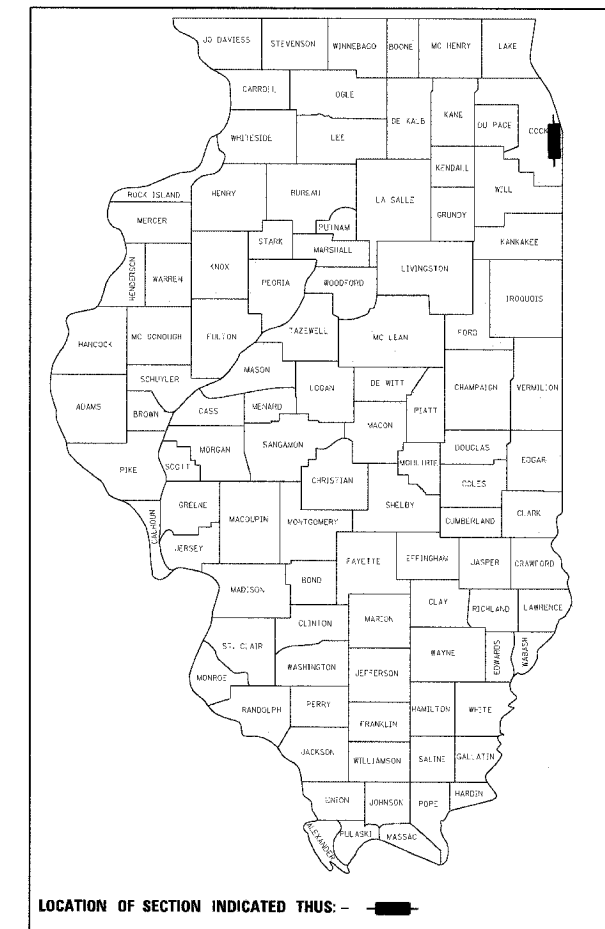 JO DAVIESS STEVENSON WINNEBAGO BOONE MC HENRY LAKE
CARROLL OGLE
DE KALB KANE DU PAGE COOK
WHITESIDE LEE
KENDALL WILL
ROCK ISLAND HENRY BUREAU LA SALLE
GRUNDY
MERCER PUTNAM
STARK MARSHALL KANKAKEE
HENDERSON WARREN KNOX LIVINGSTON
PEORIA WOODFORD
IROQUOIS
TAZEWELL FORD
HANCOCK MC DONOUGH FULTON MC LEAN
MASON
SCHUYLER LOGAN DE WITT CHAMPAIGN VERMILION
ADAMS BROWN CASS MENARD PIATT
MACON
MORGAN SANGAMON DOUGLAS
PIKE SCOTT MOULTRIE EDGAR
CHRISTIAN COLES
GREENE SHELBY
CALHOUN MACOUPIN MONTGOMERY CUMBERLAND CLARK
JERSEY
FAYETTE EFFINGHAM JASPER CRAWFORD
BOND
MADISON CLAY
MARION RICHLAND LAWRENCE
CLINTON
ST. CLAIR WAYNE EDWARDS WABASH
WASHINGTON JEFFERSON
MONROE
RANDOLPH PERRY HAMILTON WHITE
FRANKLIN
JACKSON WILLIAMSON SALINE GALLATIN
UNION JOHNSON POPE HARDIN
ALEXANDER PULASKI MASSAC
LOCATION OF SECTION INDICATED THUS: -